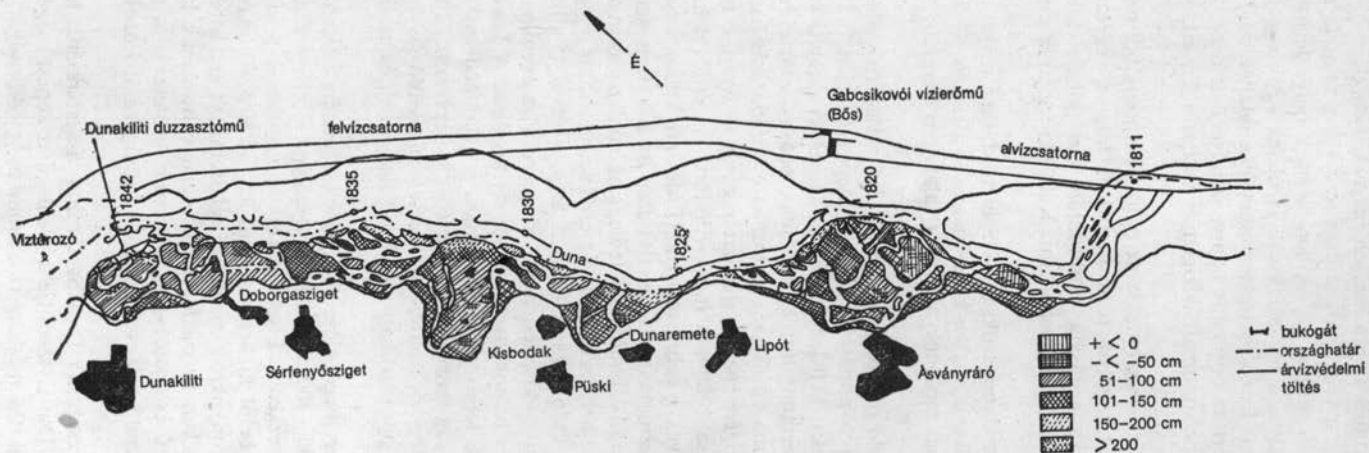 É
Gabcsikovói vízierőmű
(Bős)
Dunakiliti duzzasztómű
felvízcsatorna
alvízcsatorna
1811
1842
1835
1830
1825
1820
Víztározó
Duna
Doborgasziget
Sérfenyősziget
Dunakiliti
Kisbodak
Püski
Dunaremete
Lipót
Àsványráró
+ < 0
- < -50 cm
51-100 cm
101-150 cm
150-200 cm
>200
bukógát
országhatár
árvízvédelmi
töltés